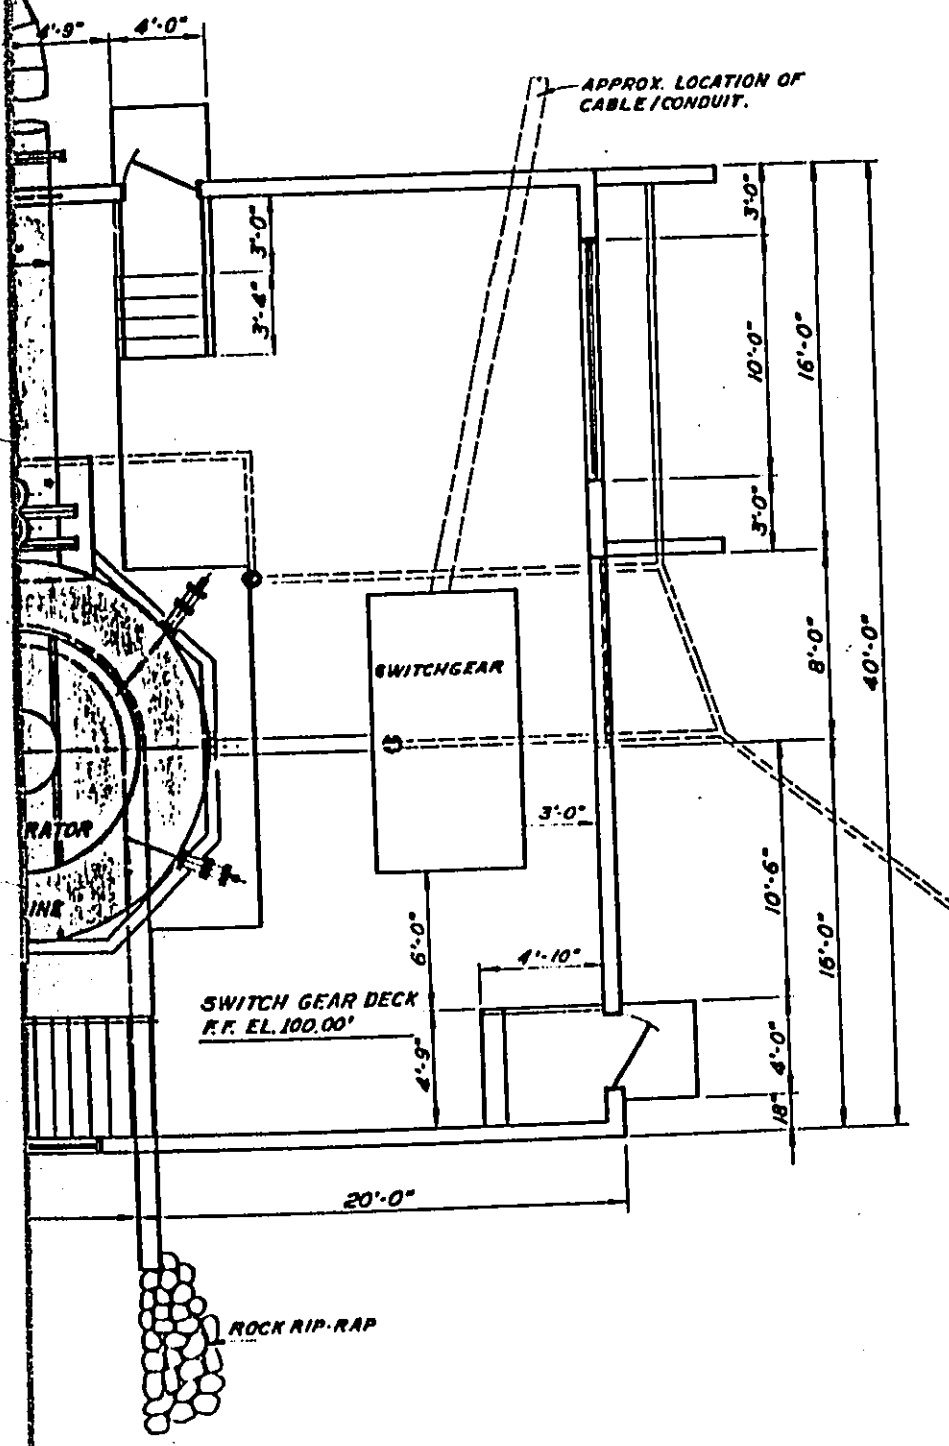 4'-9"
4'-0"
APPROX. LOCATION OF
CABLE/CONDUIT.
3'-0"
3'-0"
3'-4"
10'-0"
16'-0"
3'-0"
8'-0"
40'-0"
SWITCHGEAR
3'-0"
RATOR
10'-6"
INE
6'-0"
16'-0"
4'-10"
SWITCH GEAR DECK
F.F. EL. 100.00'
4'-9"
4'-0"
18"
20'-0"
ROCK RIP-RAP